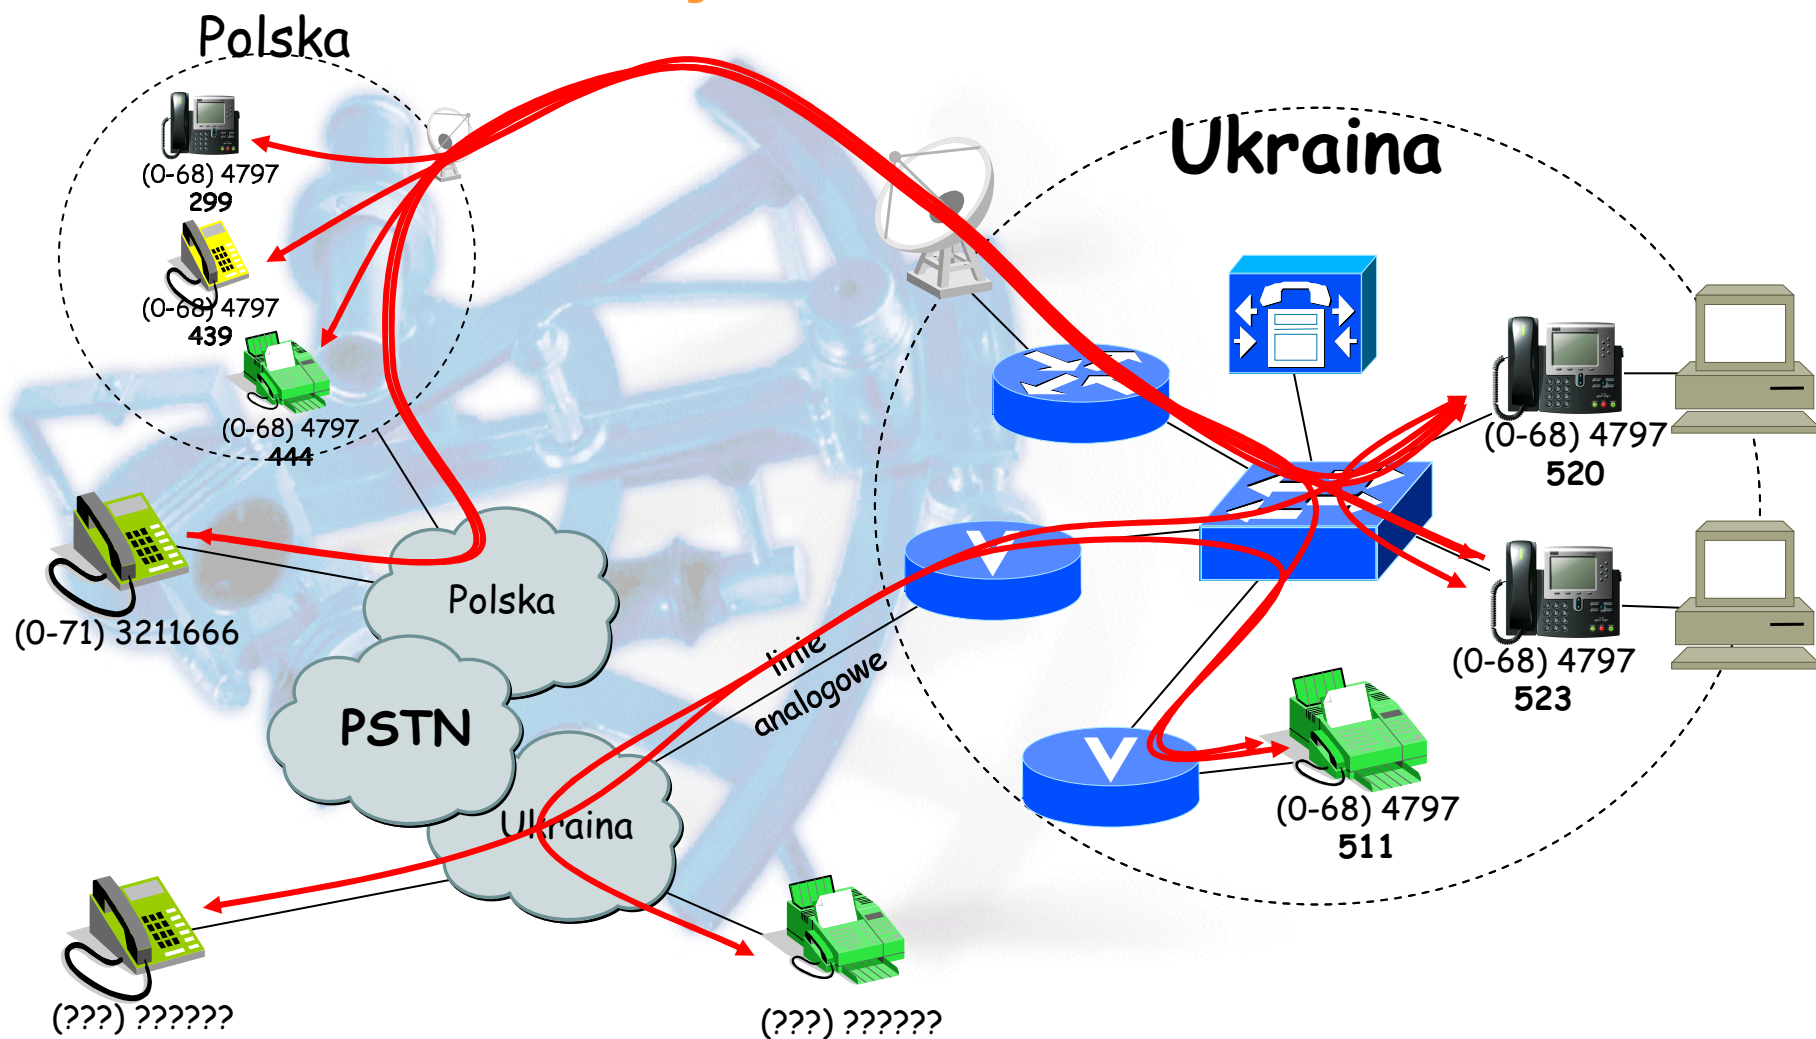 Polska
(0-68) 4797
299
(0-68) 4797
439
(0-68) 4797
444
Ukraina
(0-68) 4797
520
(0-68) 4797
523
(0-68) 4797
511
(0-71) 3211666
Polska
PSTN
Ukraina
linie
analogowe
V
V
(???) ??????
(???) ??????